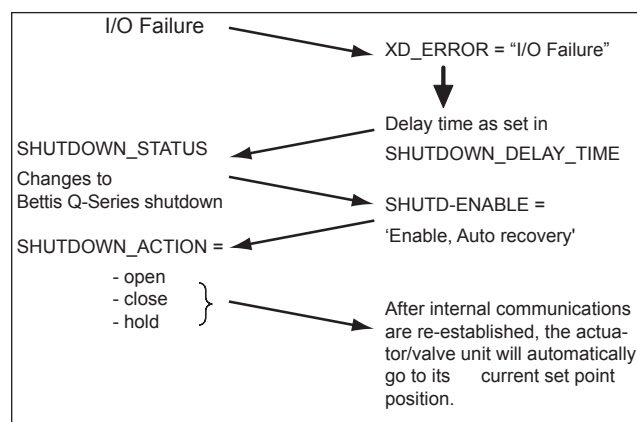 I/O Failure
XD_ERROR = “I/O Failure”
Delay time as set in
SHUTDOWN_DELAY_TIME
SHUTDOWN_STATUS
Changes to
Bettis Q-Series shutdown
SHUTD-ENABLE =
‘Enable, Auto recovery'
SHUTDOWN_ACTION =
- open
- close
- hold
After internal communications
are re-established, the actua-
tor/valve unit will automatically
go to its current set point
position.